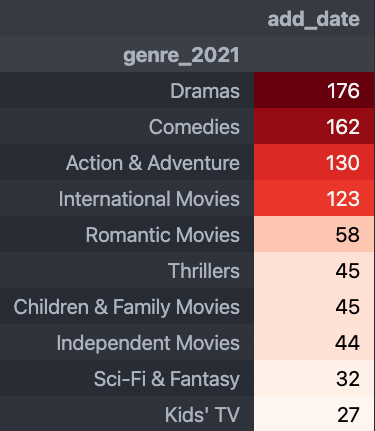 add_date
genre_2021
Dramas 176
Comedies 162
Action & Adventure 130
International Movies 123
Romantic Movies 58
Thrillers 45
Children & Family Movies 45
Independent Movies 44
Sci-Fi & Fantasy 32
Kids' TV 27